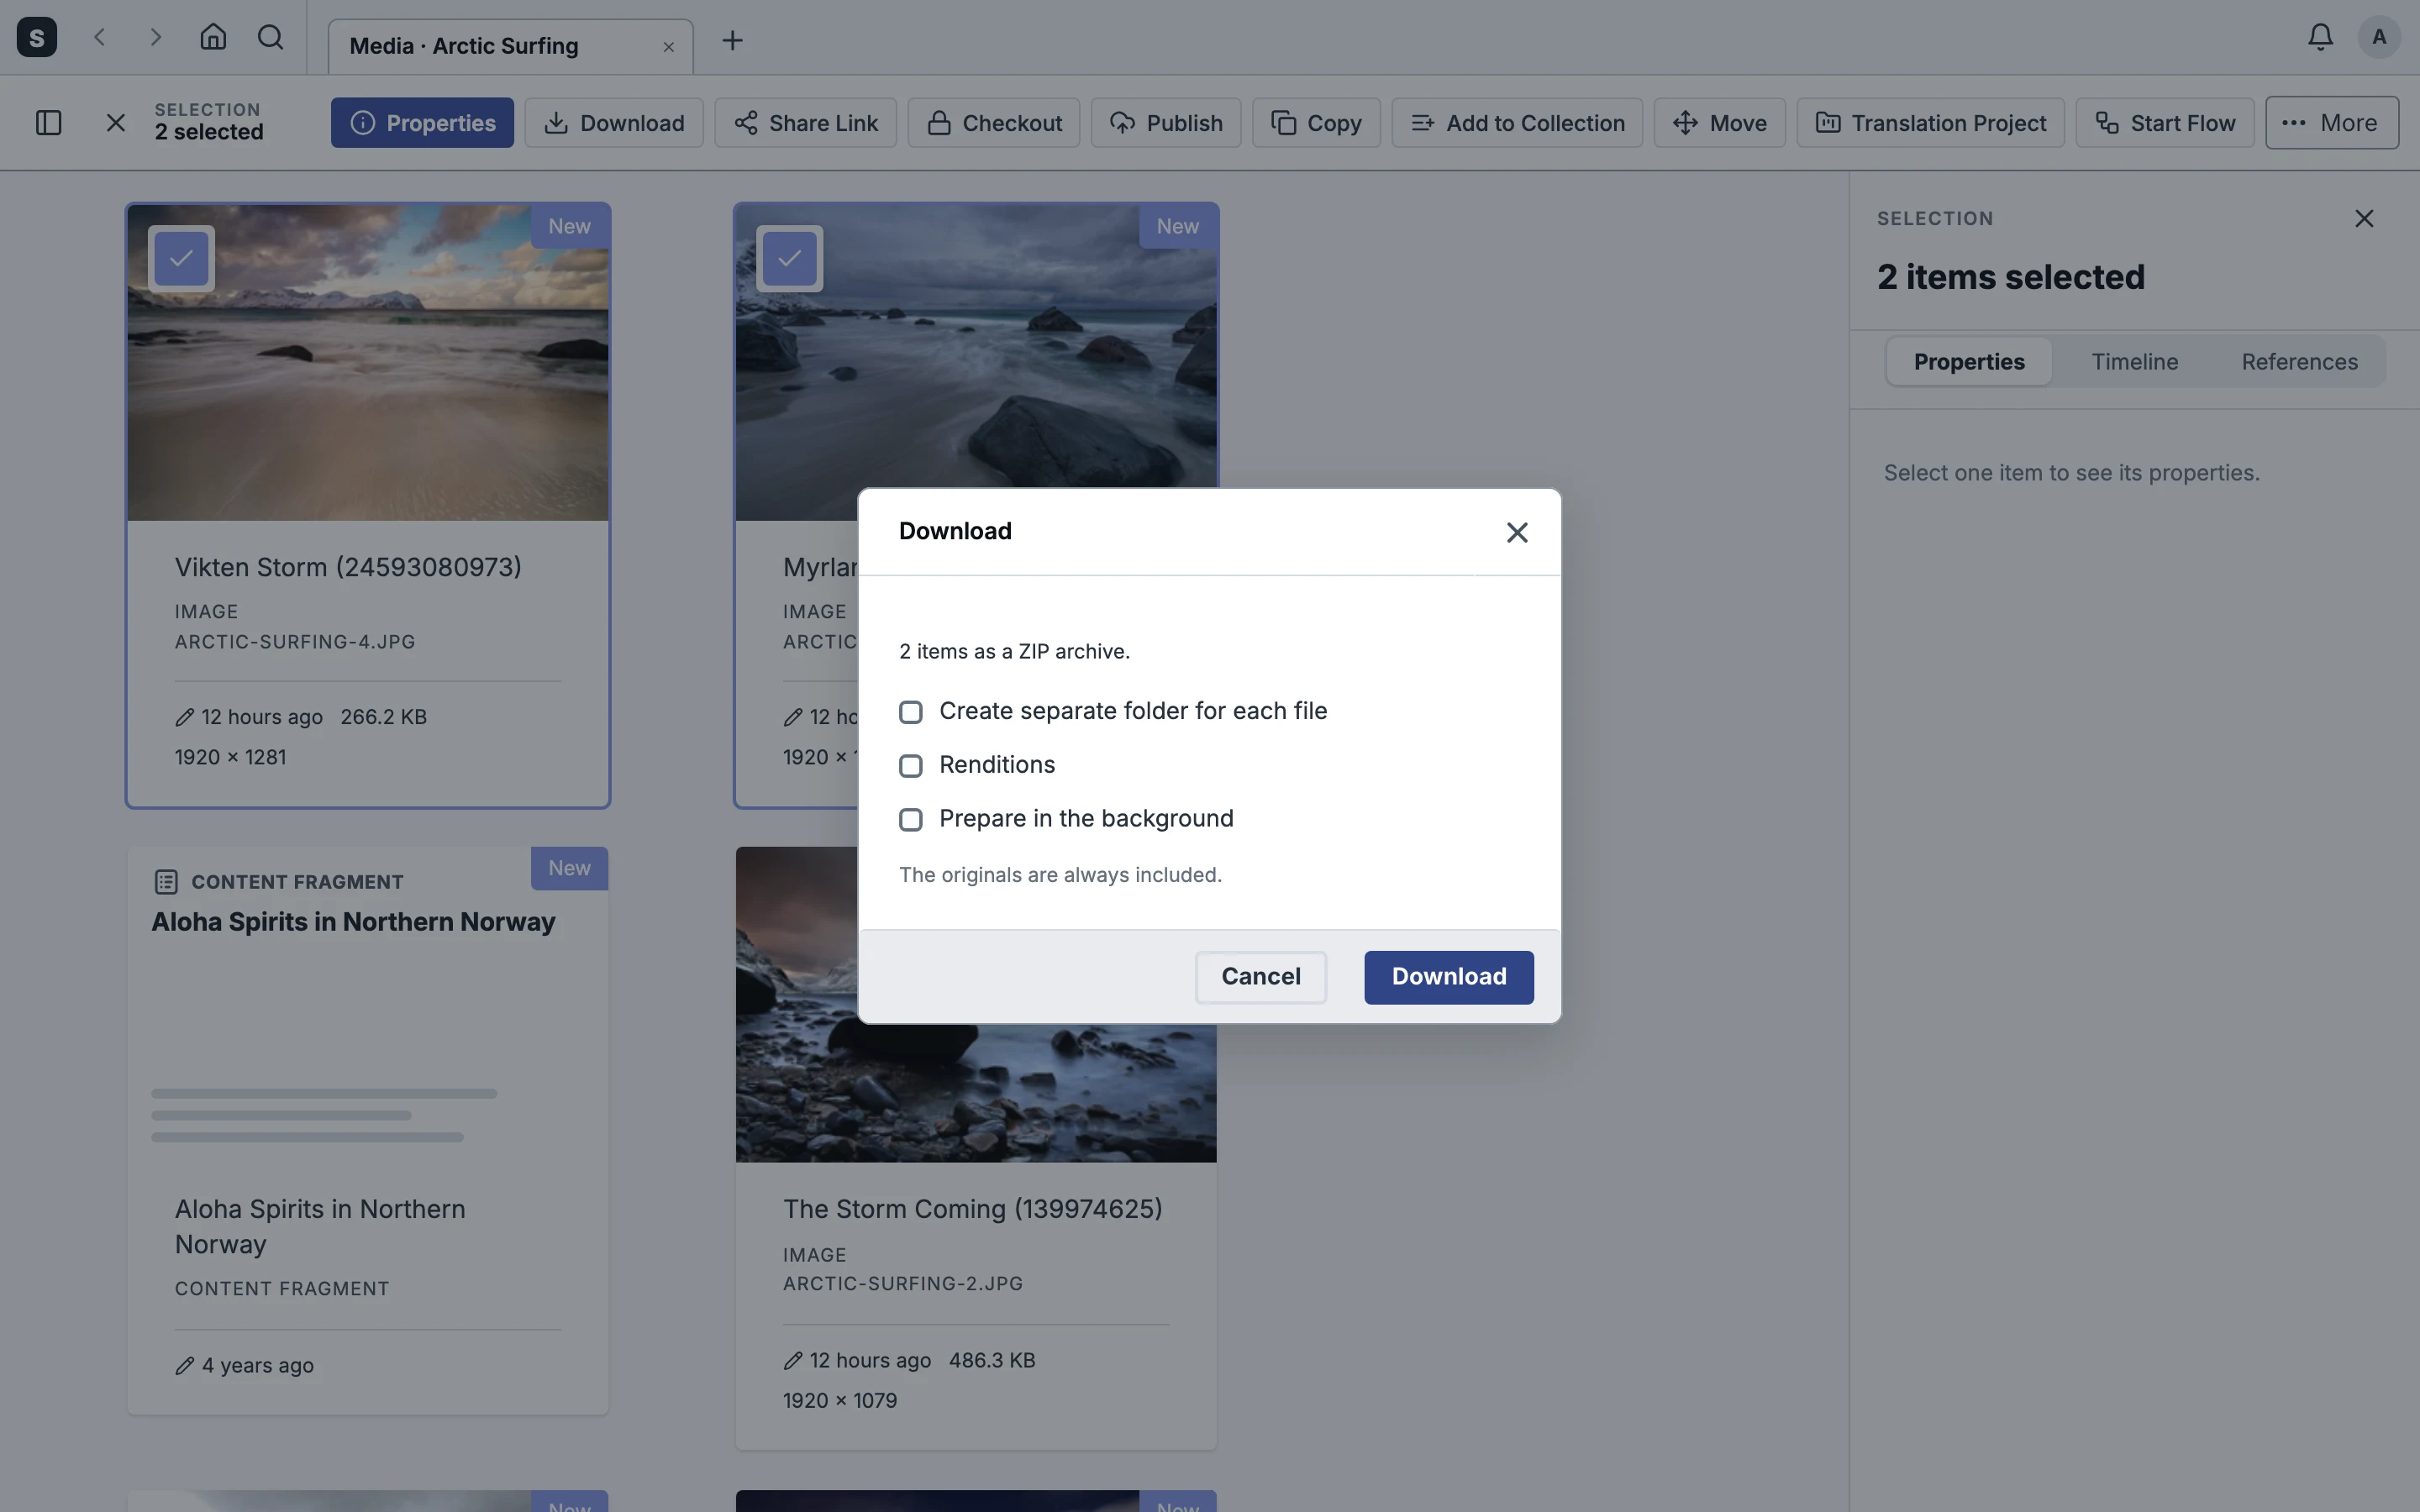 S
Media · Arctic Surfing
A
SELECTION
2 selected
Properties
Download
Share Link
Checkout
Publish
Copy
Add to Collection
Move
Translation Project
Start Flow
More
New
Vikten Storm (24593080973)
IMAGE
ARCTIC-SURFING-4.JPG
12 hours ago 266.2 KB
1920 × 1281
New
IMAGE
1920 ×
New
CONTENT FRAGMENT
Aloha Spirits in Northern Norway
Aloha Spirits in Northern
Norway
CONTENT FRAGMENT
4 years ago
The Storm Coming (139974625)
IMAGE
ARCTIC-SURFING-2.JPG
12 hours ago 486.3 KB
1920 × 1079
New
New
Download
2 items as a ZIP archive.
Create separate folder for each file
Renditions
Prepare in the background
The originals are always included.
Cancel
Download
SELECTION
2 items selected
Properties
Timeline
References
Select one item to see its properties.